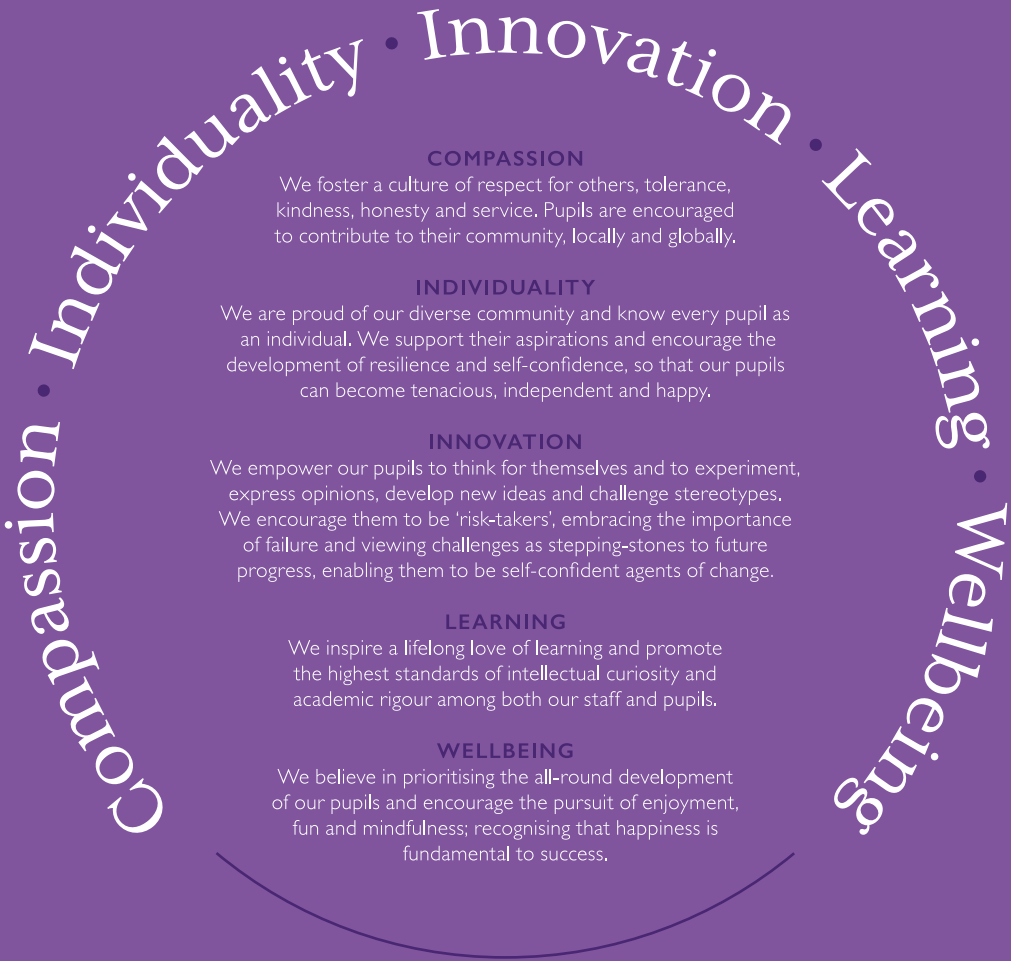 Compassion • Individuality • Innovation • Learning • Wellbeing
COMPASSION
We foster a culture of respect for others, tolerance,
kindness, honesty and service. Pupils are encouraged
to contribute to their community, locally and globally.
INDIVIDUALITY
We are proud of our diverse community and know every pupil as
an individual. We support their aspirations and encourage the
development of resilience and self-confidence, so that our pupils
can become tenacious, independent and happy.
INNOVATION
We empower our pupils to think for themselves and to experiment,
express opinions, develop new ideas and challenge stereotypes.
We encourage them to be ‘risk-takers’, embracing the importance
of failure and viewing challenges as stepping-stones to future
progress, enabling them to be self-confident agents of change.
LEARNING
We inspire a lifelong love of learning and promote
the highest standards of intellectual curiosity and
academic rigour among both our staff and pupils.
WELLBEING
We believe in prioritising the all-round development
of our pupils and encourage the pursuit of enjoyment,
fun and mindfulness; recognising that happiness is
fundamental to success.